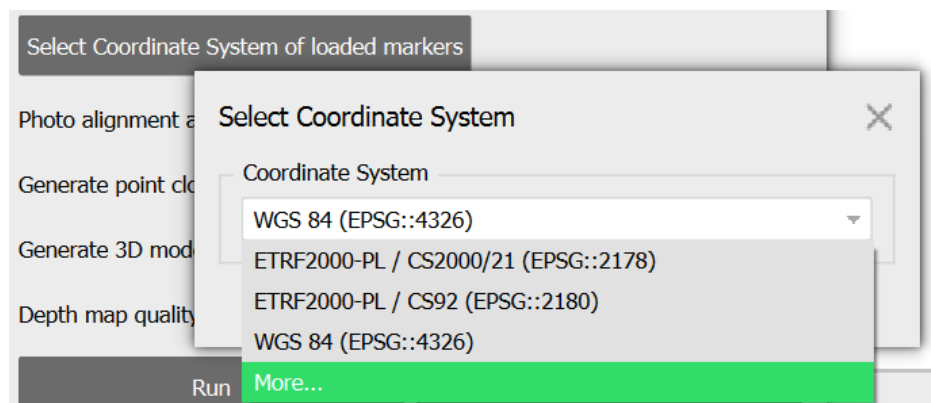 Select Coordinate System of loaded markers
Select Coordinate System
Photo alignment a
Coordinate System
Generate point clo
WGS 84 (EPSG::4326)
Generate 3D mod
ETRF2000-PL / CS2000/21 (EPSG::2178)
ETRF2000-PL / CS92 (EPSG::2180)
Depth map quality
WGS 84 (EPSG::4326)
Run
More...